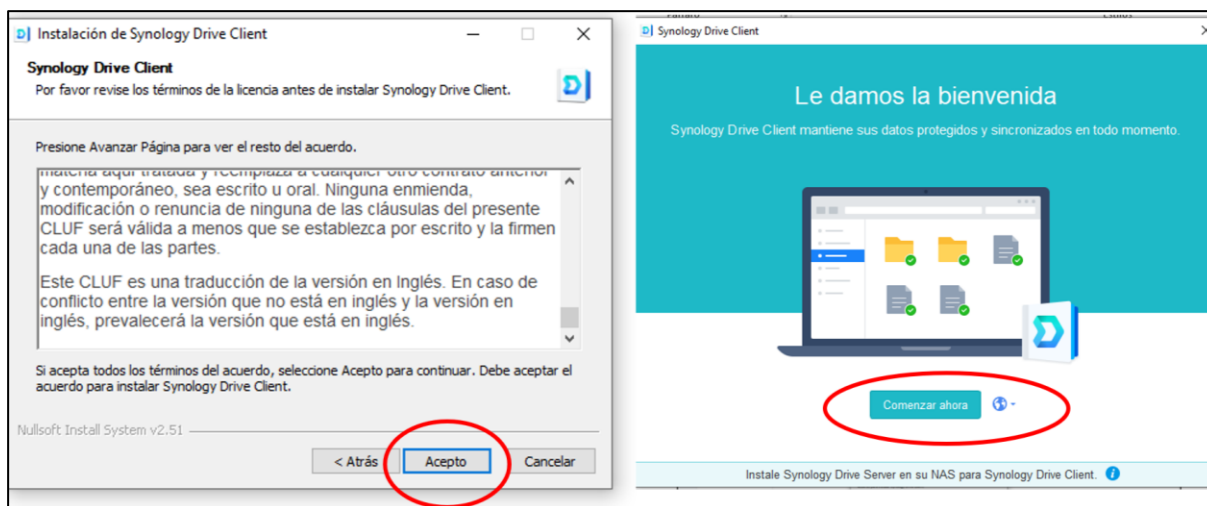 Instalación de Synology Drive Client
Synology Drive Client
Por favor revise los términos de la licencia antes de instalar Synology Drive Client.
Presione Avanzar Página para ver el resto del acuerdo.
materia aquí tratada y reemplaza a cualquier otro contrato anterior
y contemporáneo, sea escrito u oral. Ninguna enmienda,
modificación o renuncia de ninguna de las cláusulas del presente
CLUF será válida a menos que se establezca por escrito y la firmen
cada una de las partes.
Este CLUF es una traducción de la versión en Inglés. En caso de
conflicto entre la versión que no está en inglés y la versión en
inglés, prevalecerá la versión que está en inglés.
Si acepta todos los términos del acuerdo, seleccione Acepto para continuar. Debe aceptar el
acuerdo para instalar Synology Drive Client.
Nullsoft Install System v2.51
< Atrás Acepto Cancelar
Synology Drive Client
Le damos la bienvenida
Synology Drive Client mantiene sus datos protegidos y sincronizados en todo momento.
Comenzar ahora
Instale Synology Drive Server en su NAS para Synology Drive Client.